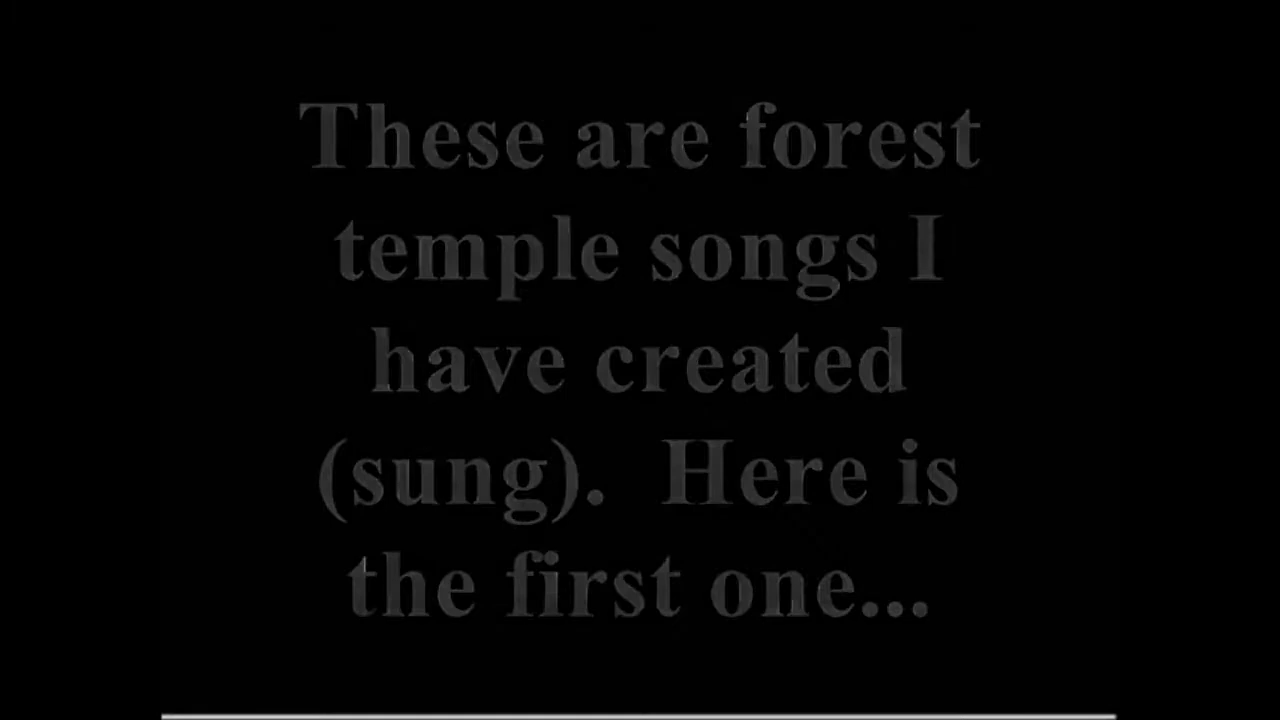 These are forest
temple songs I
have created
(sung).  Here is
the first one...